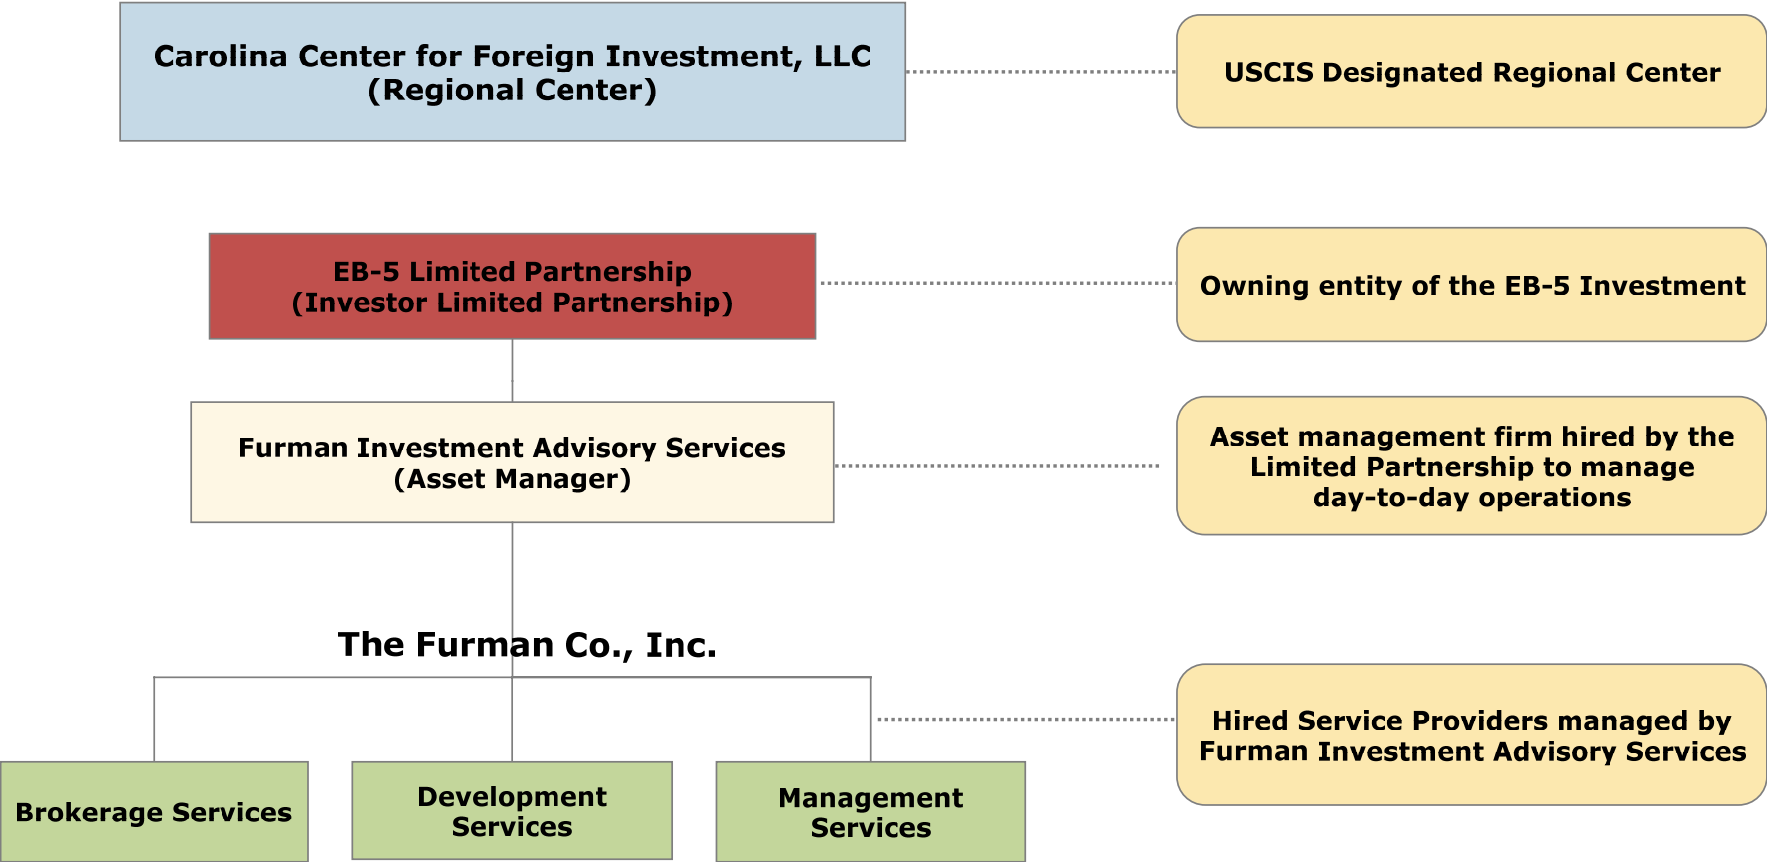 Carolina Center for Foreign Investment, LLC
(Regional Center)
USCIS Designated Regional Center
EB-5 Limited Partnership
(Investor Limited Partnership)
Owning entity of the EB-5 Investment
Furman Investment Advisory Services
(Asset Manager)
Asset management firm hired by the
Limited Partnership to manage
day-to-day operations
The Furman Co., Inc.
Hired Service Providers managed by
Furman Investment Advisory Services
Brokerage Services
Development
Services
Management
Services